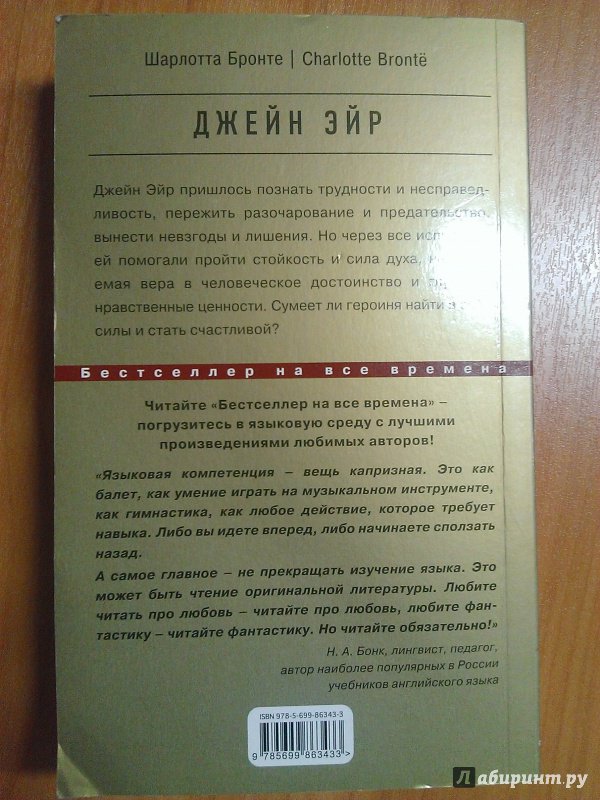 Шарлотта Бронте | Charlotte Brontë
ДЖЕЙН ЭЙР
Джейн Эйр пришлось познать трудности и несправед-
ливость, пережить разочарование и предательство,
вынести невзгоды и лишения. Но через все
ей помогали пройти стойкость и сила духа,
емая вера в человеческое достоинство и
нравственные ценности. Сумеет ли героиня найти в
силы и стать счастливой?
Бестселлер на все времена
Читайте «Бестселлер на все времена» –
погрузитесь в языковую среду с лучшими
произведениями любимых авторов!
«Языковая компетенция – вещь капризная. Это как
балет, как умение играть на музыкальном инструменте,
как гимнастика, как любое действие, которое требует
навыка. Либо вы идете вперед, либо начинаете сползать
назад.
А самое главное – не прекращать изучение языка. Это
может быть чтение оригинальной литературы. Любите
читать про любовь – читайте про любовь, любите фан-
тастику – читайте фантастику. Но читайте обязательно!»
Н. А. Бонк, лингвист, педагог,
автор наиболее популярных в России
учебников английского языка
ISBN 978-5-699-86343-3
9 785699 863433 >
Лабиринт.ру